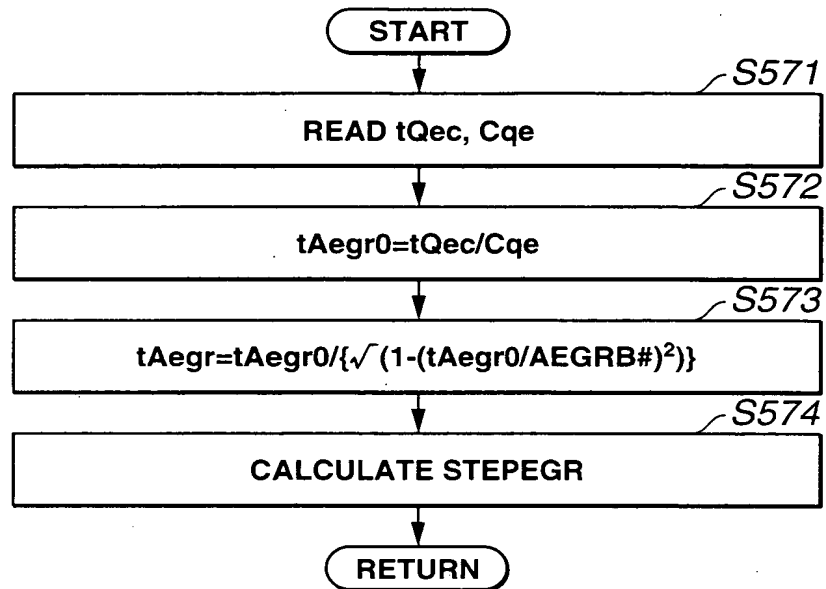 START
S571
READ tQec, Cqe
S572
tAegr0=tQec/Cqe
S573
tAegr=tAegr0/{√(1-(tAegr0/AEGRB#)²)}
S574
CALCULATE STEPEGR
RETURN